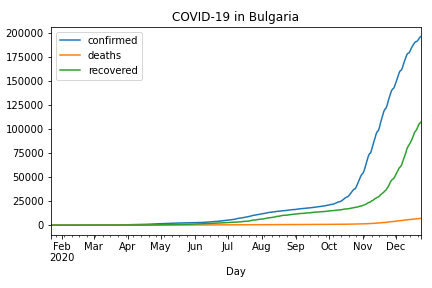 COVID-19 in Bulgaria
confirmed
deaths
recovered
200000
175000
150000
125000
100000
75000
50000
25000
0
Feb Mar Apr May Jun Jul Aug Sep Oct Nov Dec
2020
Day